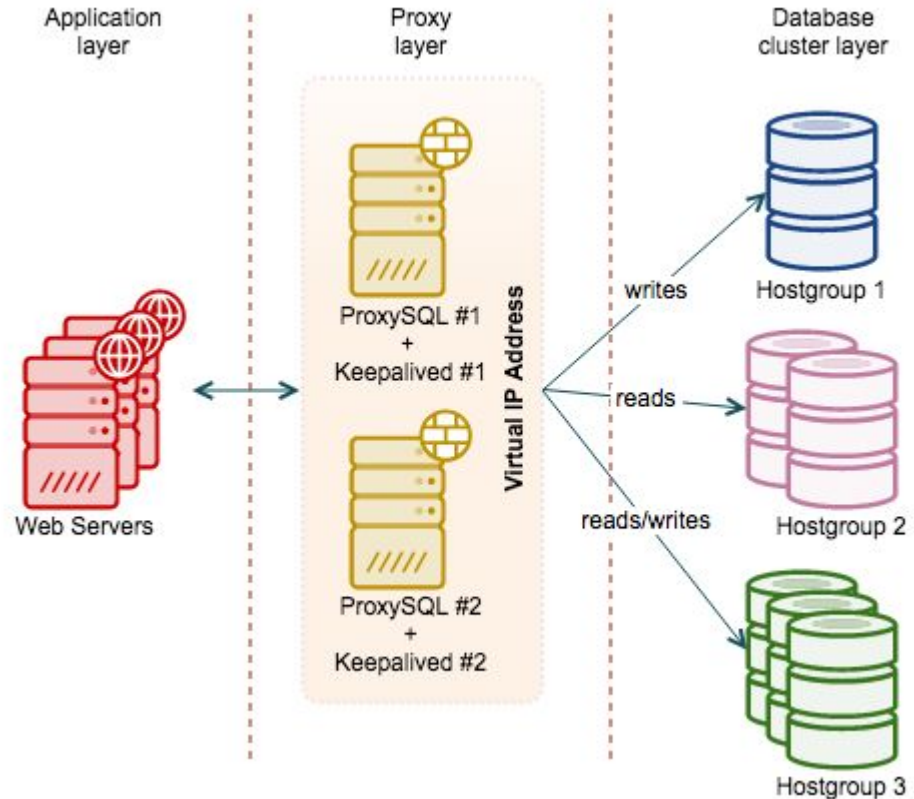 Application
layer
Proxy
layer
Database
cluster layer
ProxySQL #1
+
Keepalived #1
ProxySQL #2
+
Keepalived #2
Virtual IP Address
Web Servers
writes
reads
reads/writes
Hostgroup 1
Hostgroup 2
Hostgroup 3